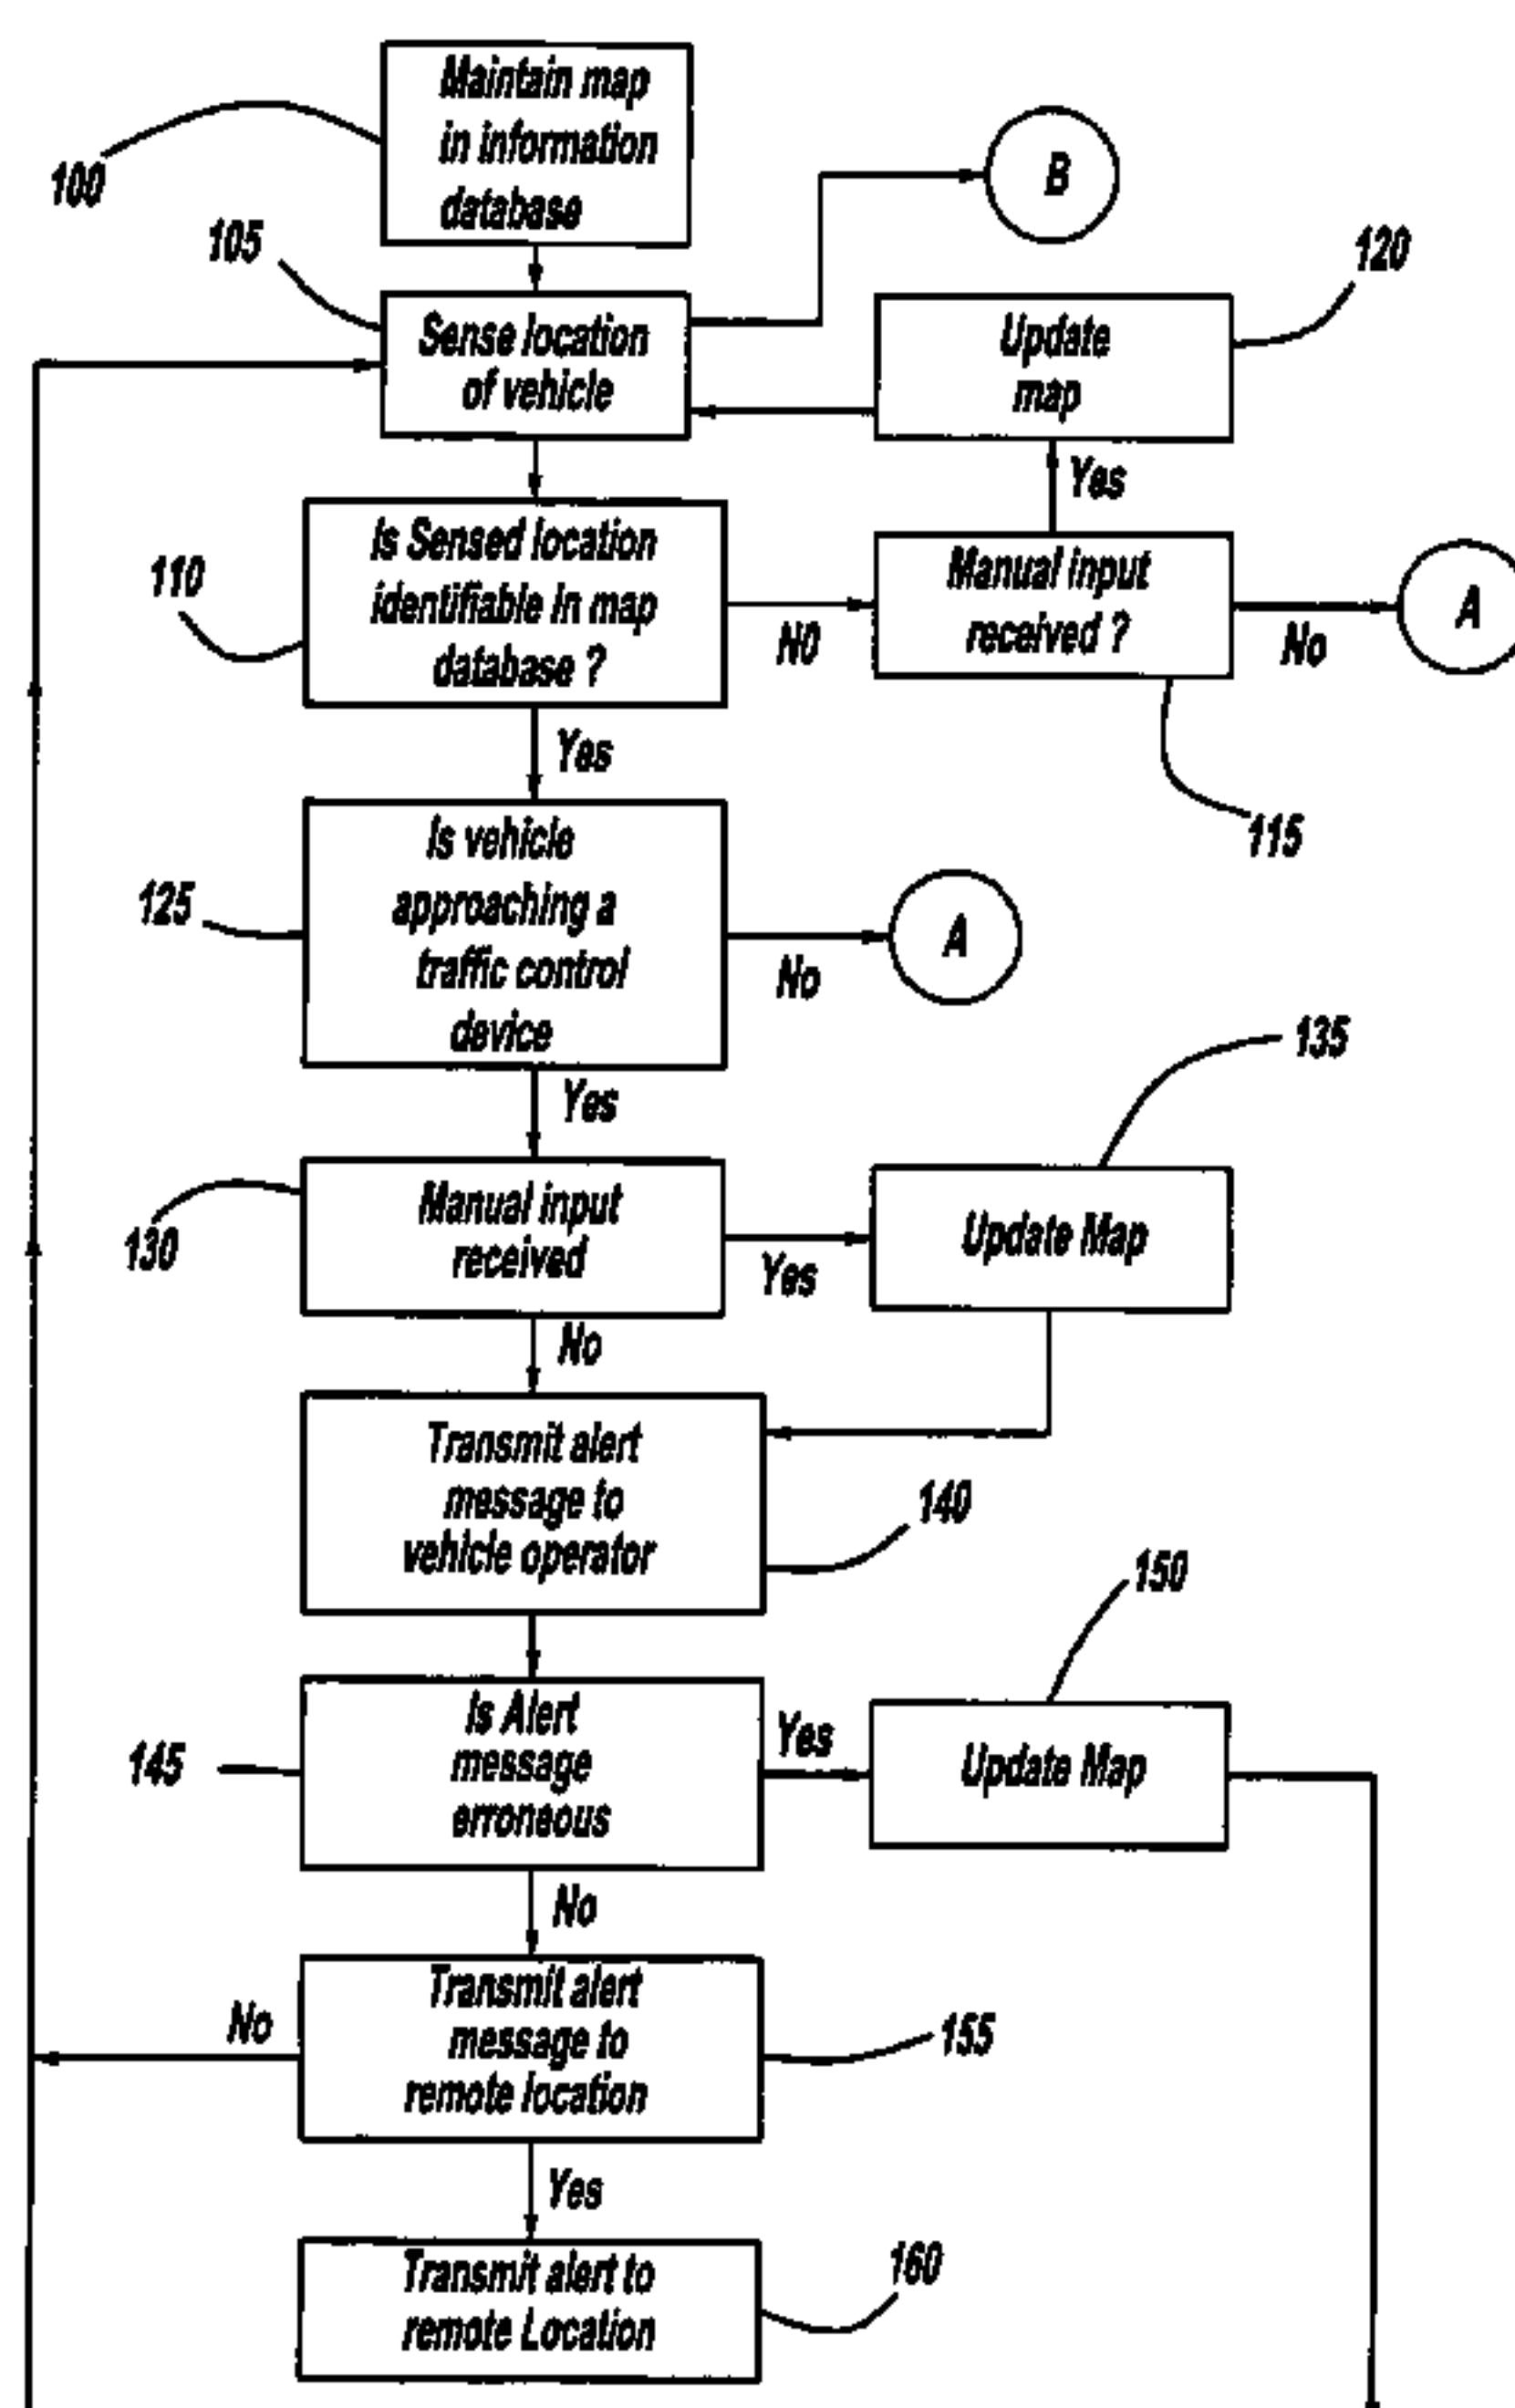 Maintain map
in information
database
100
B
105
120
Sense location
of vehicle
Update
map
Yes
Is Sensed location
identifiable in map
database ?
110
NO
Manual input
received ?
No
A
Yes
115
Is vehicle
approaching a
traffic control
device
125
No
A
135
Yes
Manual input
received
130
Yes
Update Map
No
Transmit alert
message to
vehicle operator
140
150
Is Alert
message
erroneous
145
Yes
Update Map
No
Transmit alert
message to
remote location
No
155
Yes
Transmit alert to
remote Location
160